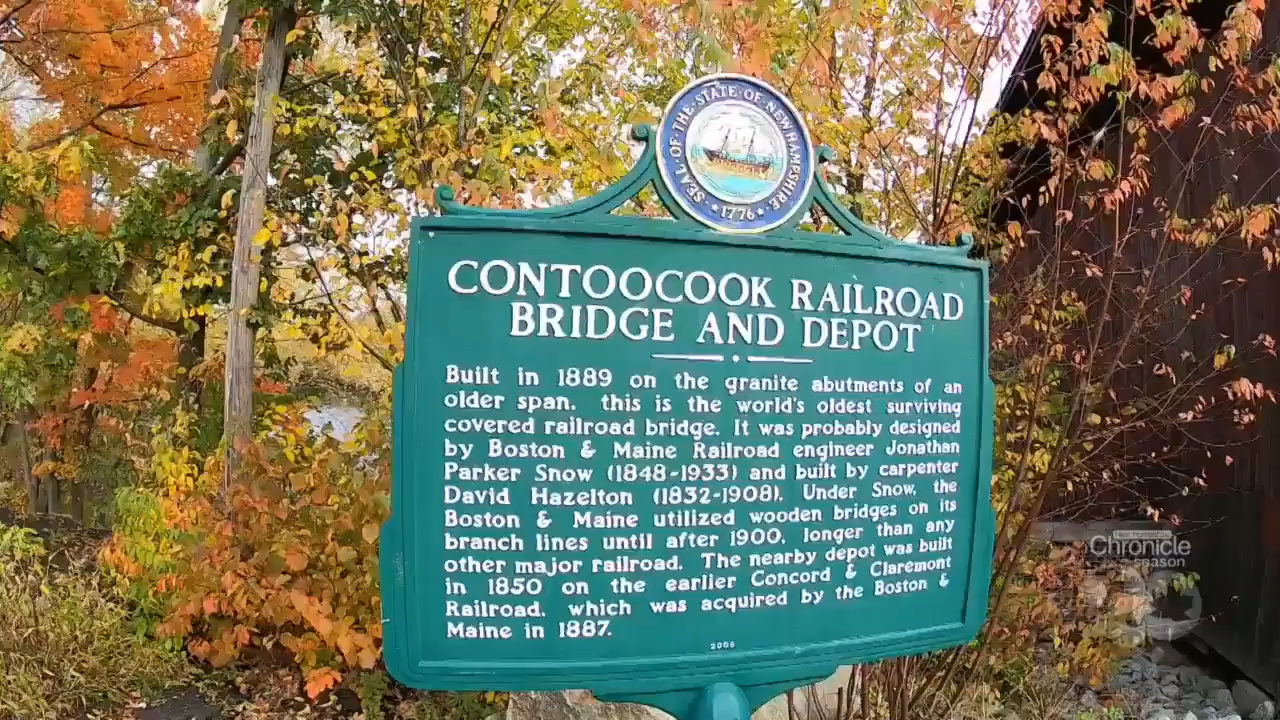 SEAL·OF·THE·STATE·OF·NEW HAMPSHIRE·
★1776★
CONTOOCOOK RAILROAD
BRIDGE AND DEPOT
Built in 1889 on the granite abutments of an
older span, this is the world's oldest surviving
covered railroad bridge. It was probably designed
by Boston & Maine Railroad engineer Jonathan
Parker Snow (1848-1933) and built by carpenter
David Hazelton (1832-1908). Under Snow, the
Boston & Maine utilized wooden bridges on its
branch lines until after 1900, longer than any
other major railroad. The nearby depot was built
in 1850 on the earlier Concord & Claremont
Railroad, which was acquired by the Boston &
Maine in 1887.
2008
Chronicle
season